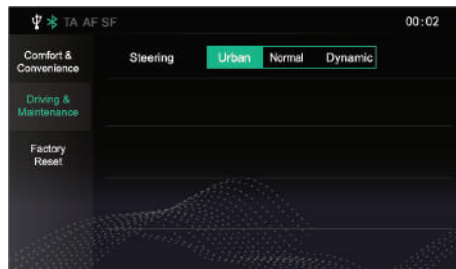 TA AF SF 00:02
Comfort &
Convenience
Steering Urban Normal Dynamic
Driving &
Maintenance
Factory
Reset